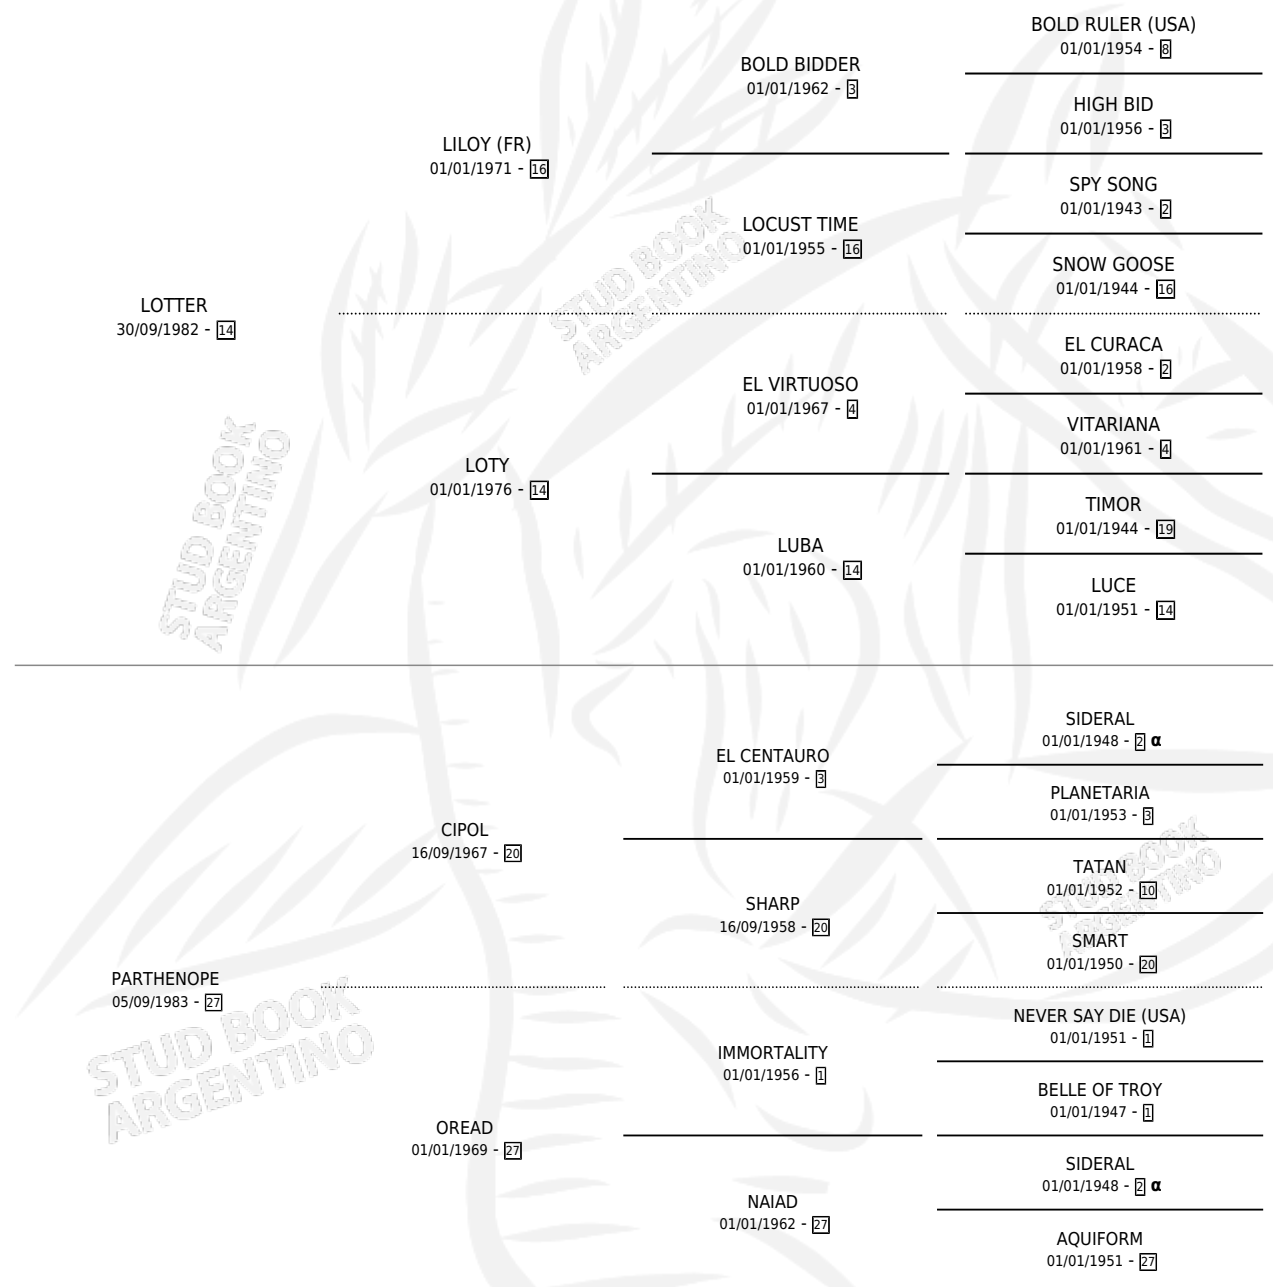 BOLD RULER (USA)
01/01/1954 - 8
BOLD BIDDER
01/01/1962 - 3
HIGH BID
01/01/1956 - 3
LILOY (FR)
01/01/1971 - 16
SPY SONG
01/01/1943 - 2
LOCUST TIME
01/01/1955 - 16
SNOW GOOSE
01/01/1944 - 16
LOTTER
30/09/1982 - 14
STUD BOOK
ARGENTINO
EL CURACA
01/01/1958 - 2
EL VIRTUOSO
01/01/1967 - 4
VITARIANA
01/01/1961 - 4
LOTY
01/01/1976 - 14
TIMOR
01/01/1944 - 19
LUBA
01/01/1960 - 14
LUCE
01/01/1951 - 14
STUD BOOK
ARGENTINO
SIDERAL
01/01/1948 - 2 α
EL CENTAURO
01/01/1959 - 3
PLANETARIA
01/01/1953 - 3
CIPOL
16/09/1967 - 20
TATAN
01/01/1952 - 10
SHARP
16/09/1958 - 20
SMART
01/01/1950 - 20
STUD BOOK
ARGENTINO
PARTHENOPE
05/09/1983 - 27
NEVER SAY DIE (USA)
01/01/1951 - 1
IMMORTALITY
01/01/1956 - 1
BELLE OF TROY
01/01/1947 - 1
STUD BOOK
ARGENTINO
OREAD
01/01/1969 - 27
SIDERAL
01/01/1948 - 2 α
NAIAD
01/01/1962 - 27
AQUIFORM
01/01/1951 - 27